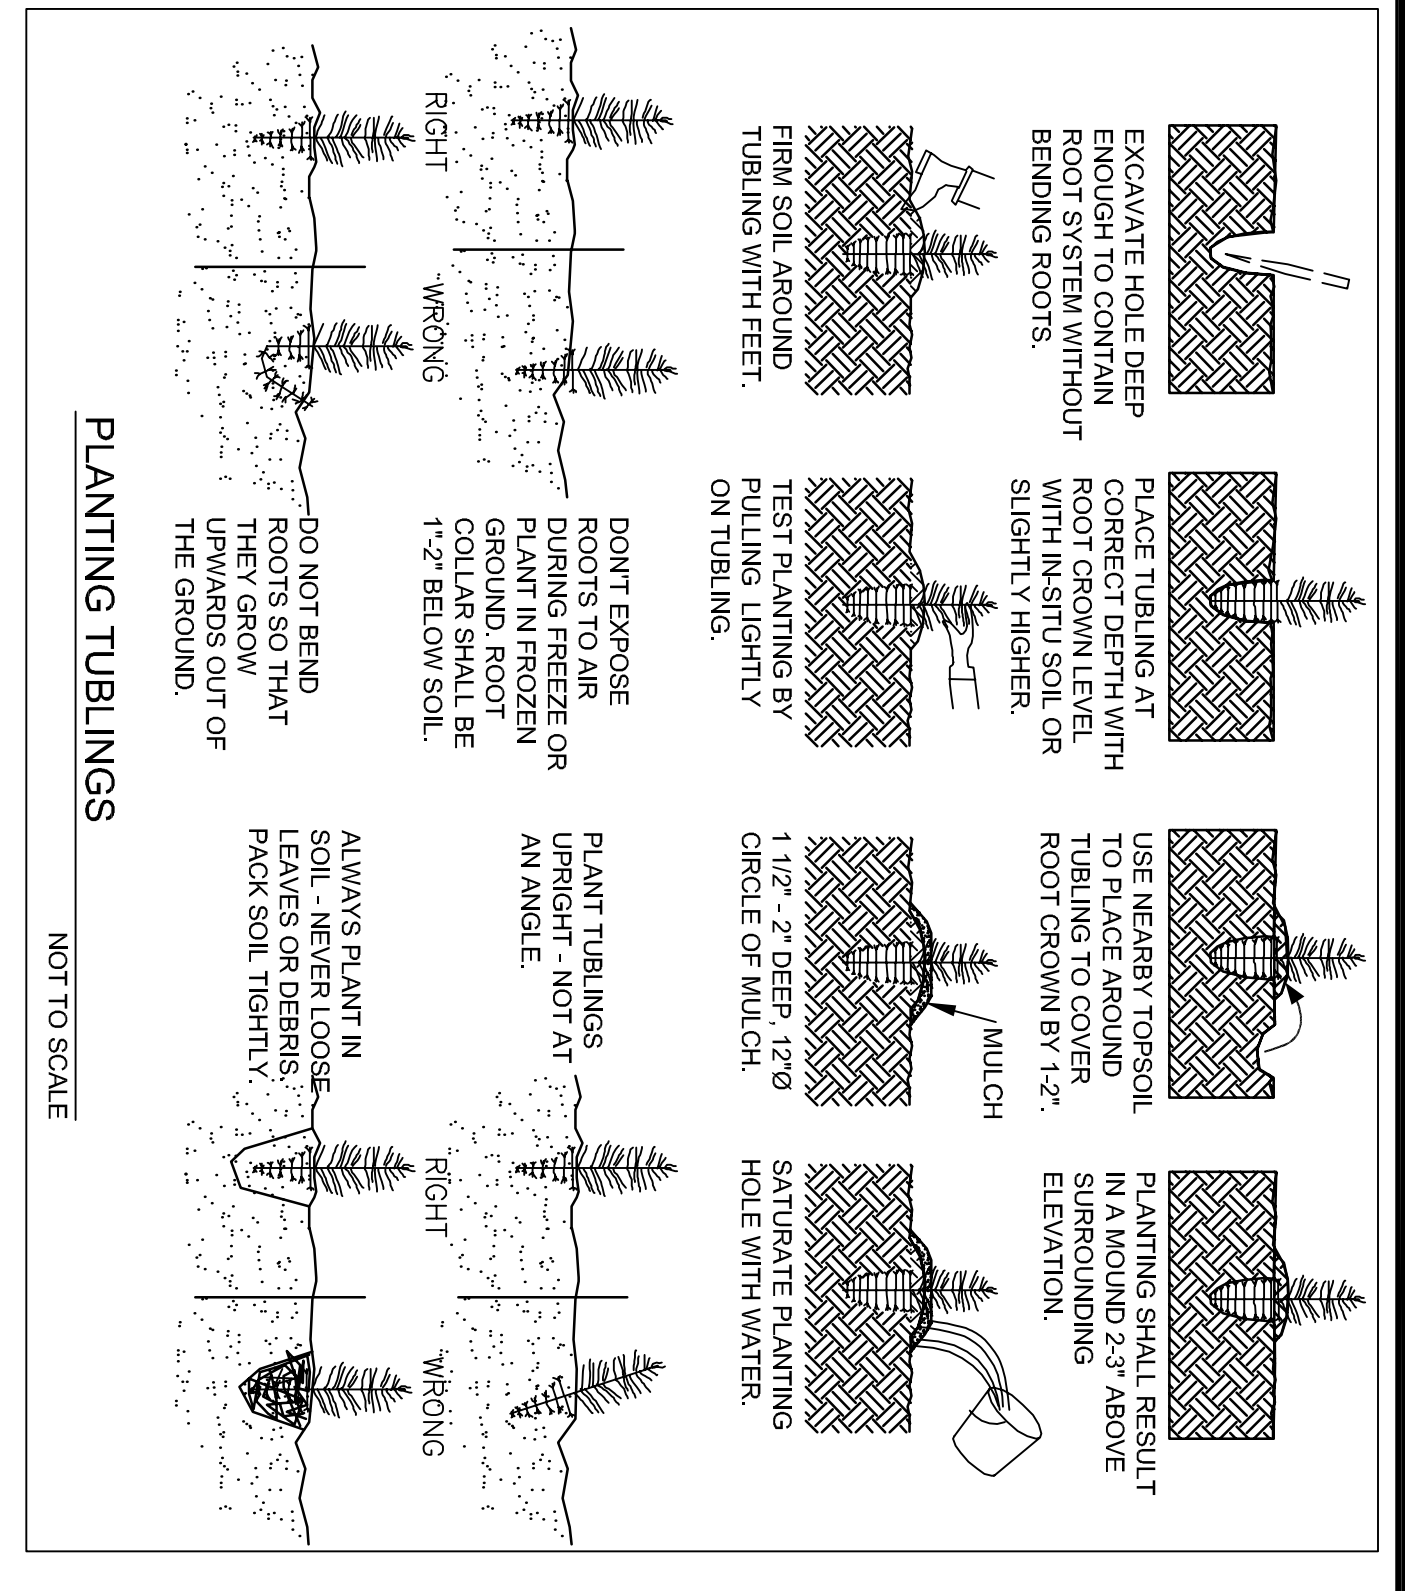 EXCAVATE HOLE DEEP
ENOUGH TO CONTAIN
ROOT SYSTEM WITHOUT
BENDING ROOTS.
PLACE TUBLING AT
CORRECT DEPTH WITH
ROOT CROWN LEVEL
WITH IN-SITU SOIL OR
SLIGHTLY HIGHER.
USE NEARBY TOPSOIL
TO PLACE AROUND
TUBLING TO COVER
ROOT CROWN BY 1-2".
PLANTING SHALL RESULT
IN A MOUND 2-3" ABOVE
SURROUNDING
ELEVATION.
FIRM SOIL AROUND
TUBLING WITH FEET.
TEST PLANTING BY
PULLING LIGHTLY
ON TUBLING.
MULCH
1 1/2" - 2" DEEP, 12"Ø
CIRCLE OF MULCH.
SATURATE PLANTING
HOLE WITH WATER.
RIGHT
WRONG
DON'T EXPOSE
ROOTS TO AIR
DURING FREEZE OR
PLANT IN FROZEN
GROUND. ROOT
COLLAR SHALL BE
1"-2" BELOW SOIL.
PLANT TUBLINGS
UPRIGHT - NOT AT
AN ANGLE.
RIGHT
WRONG
DO NOT BEND
ROOTS SO THAT
THEY GROW
UPWARDS OUT OF
THE GROUND.
ALWAYS PLANT IN
SOIL - NEVER LOOSE
LEAVES OR DEBRIS.
PACK SOIL TIGHTLY.
PLANTING TUBLINGS
NOT TO SCALE